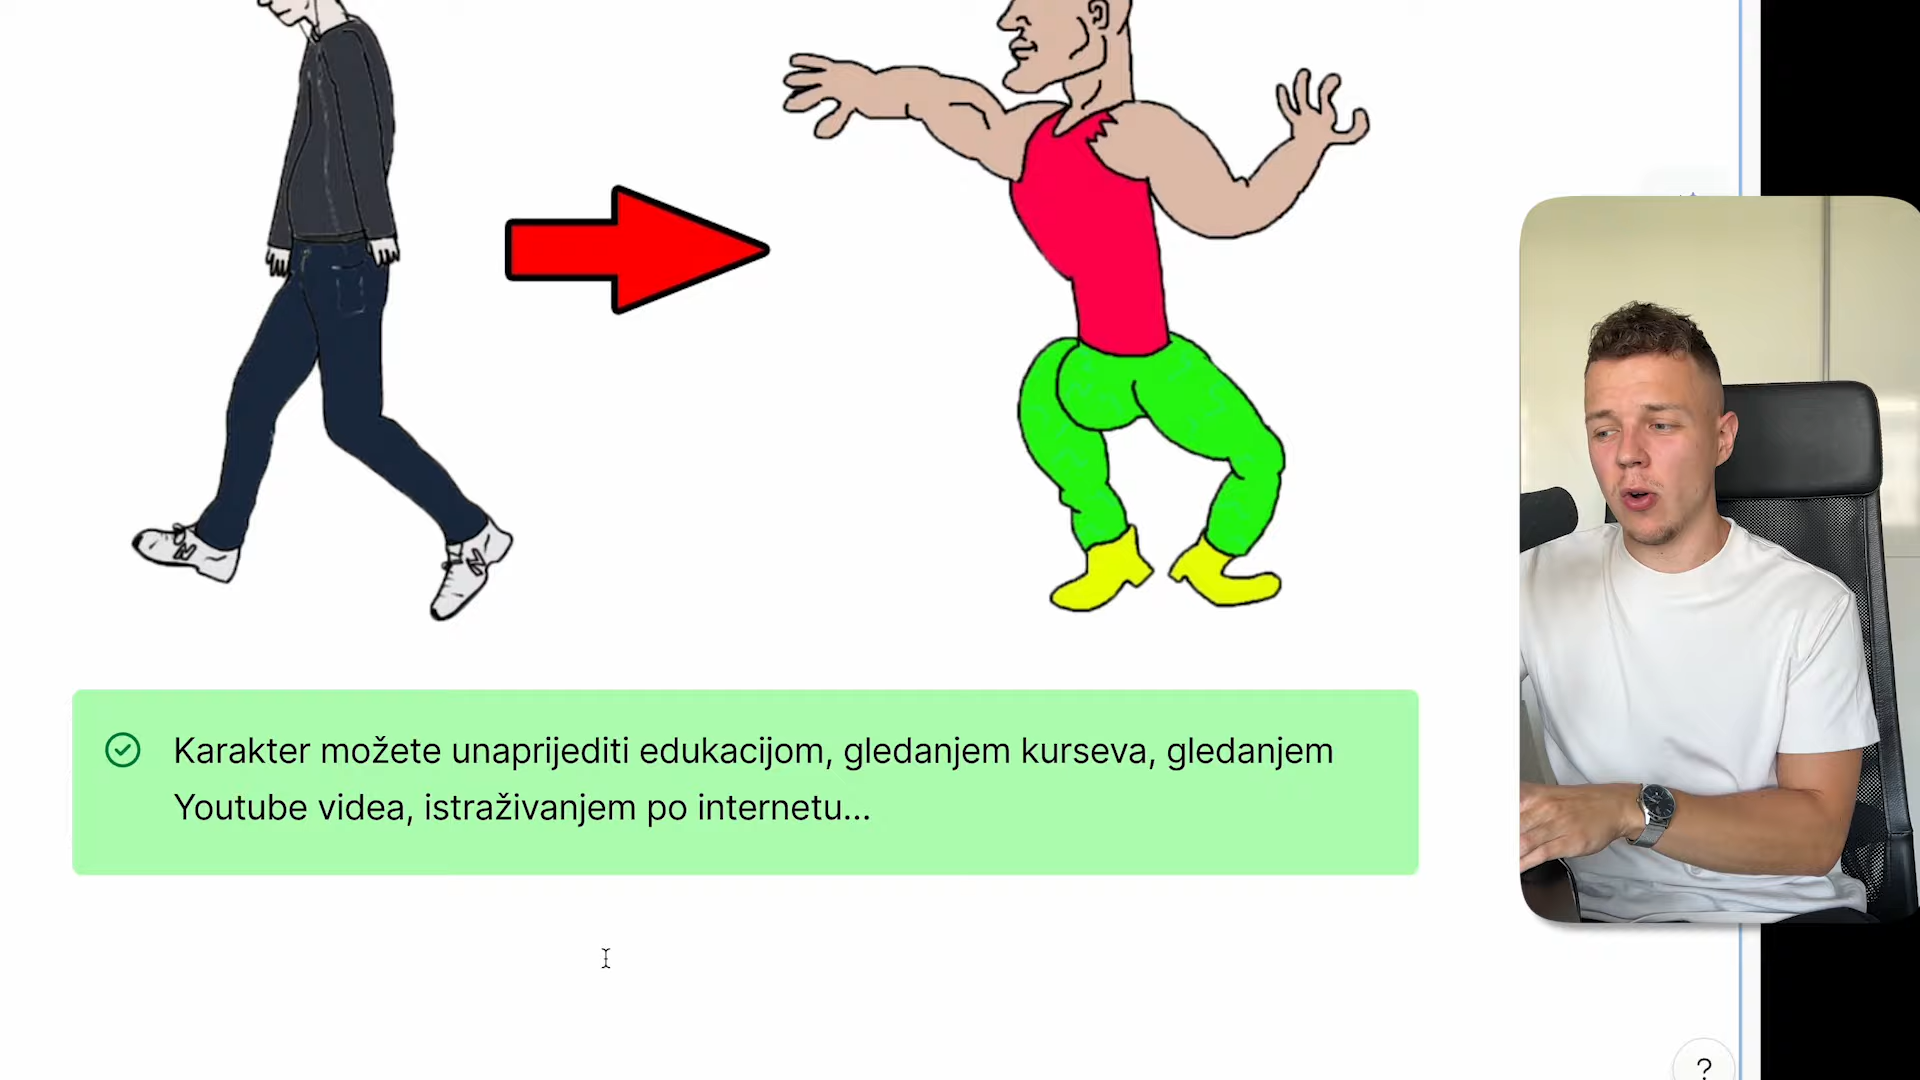 Karakter možete unaprijediti edukacijom, gledanjem kurseva, gledanjem
Youtube videa, istraživanjem po internetu...
?